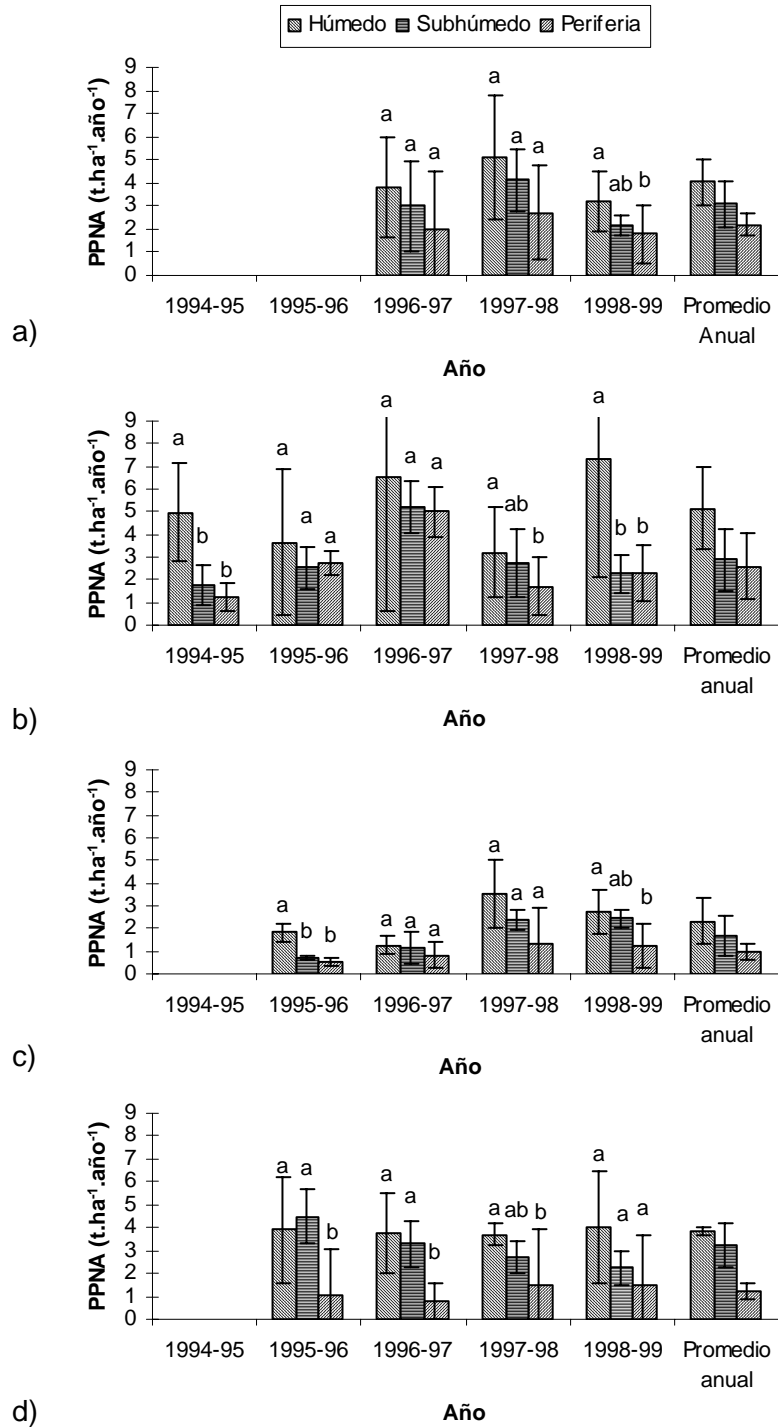 Húmedo Subhúmedo Periferia
9
8
7
6
5
4
3
2
1
0
PPNA (t.ha⁻¹.año⁻¹)
a a a a a a a ab b
1994-95 1995-96 1996-97 1997-98 1998-99 Promedio
Anual
a)
Año
9
8
7
6
5
4
3
2
1
0
PPNA (t.ha⁻¹.año⁻¹)
a b b a a a a a a a ab b a b b
1994-95 1995-96 1996-97 1997-98 1998-99 Promedio
anual
b)
Año
9
8
7
6
5
4
3
2
1
0
PPNA (t.ha⁻¹.año⁻¹)
a b b a a a a a a a ab b
1994-95 1995-96 1996-97 1997-98 1998-99 Promedio
anual
c)
Año
9
8
7
6
5
4
3
2
1
0
PPNA (t.ha⁻¹.año⁻¹)
a a b a a b a ab b a a a
1994-95 1995-96 1996-97 1997-98 1998-99 Promedio
anual
d)
Año